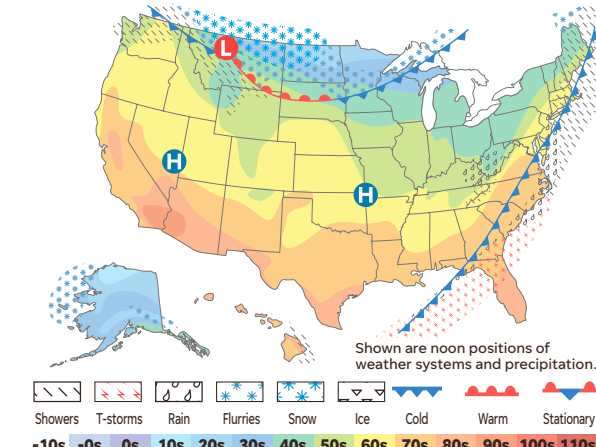 L
H
H
Shown are noon positions of
weather systems and precipitation.
Showers T-storms Rain Flurries Snow Ice Cold Warm Stationary
-10s -0s 0s 10s 20s 30s 40s 50s 60s 70s 80s 90s 100s 110s